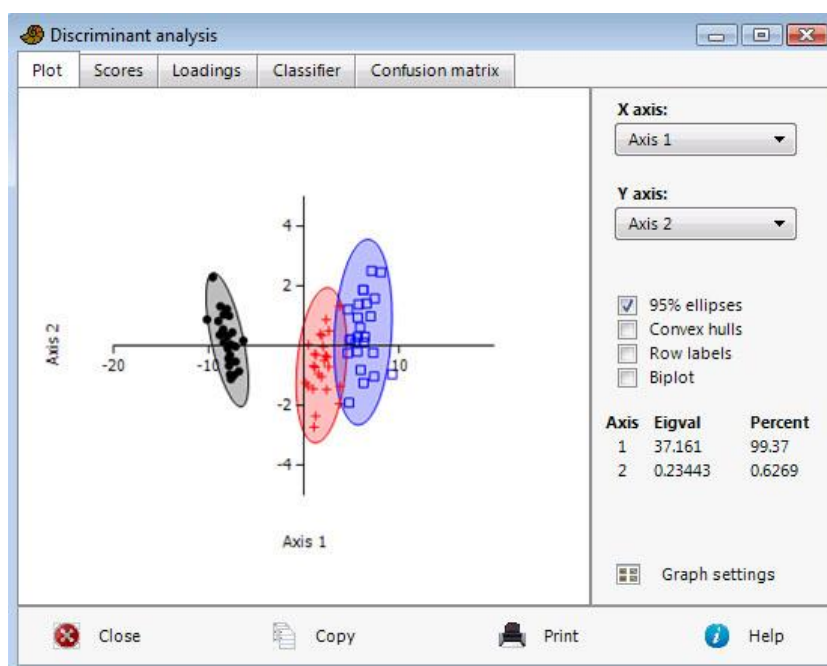 Discriminant analysis
Plot Scores Loadings Classifier Confusion matrix
X axis:
Axis 1
Y axis:
Axis 2
4
2
-20 -10 10
-2
-4
Axis 2
Axis 1
95% ellipses
Convex hulls
Row labels
Biplot
Axis Eigval Percent
1 37.161 99.37
2 0.23443 0.6269
Graph settings
Close Copy Print Help